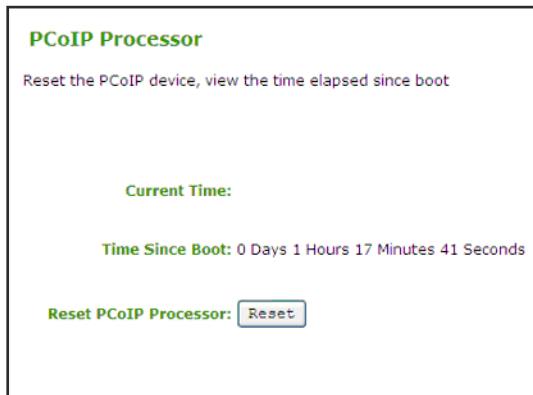 PCoIP Processor
Reset the PCoIP device, view the time elapsed since boot
Current Time:
Time Since Boot: 0 Days 1 Hours 17 Minutes 41 Seconds
Reset PCoIP Processor: Reset